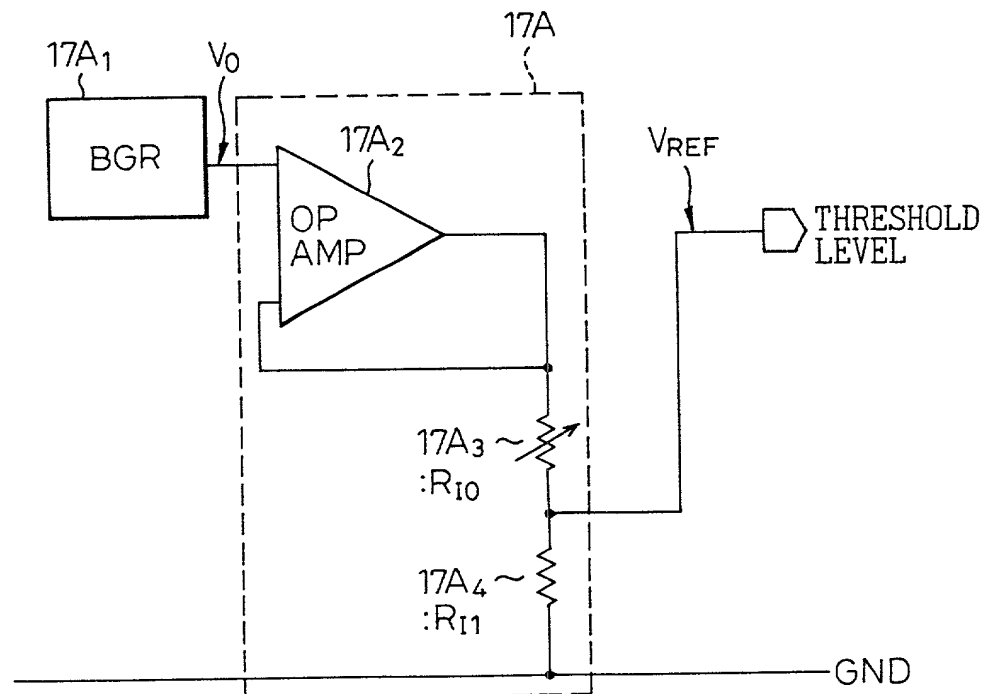 17A
17A1
V0
BGR
17A2
VREF
OP
AMP
THRESHOLD
LEVEL
17A3
:RI0
17A4
:RI1
GND